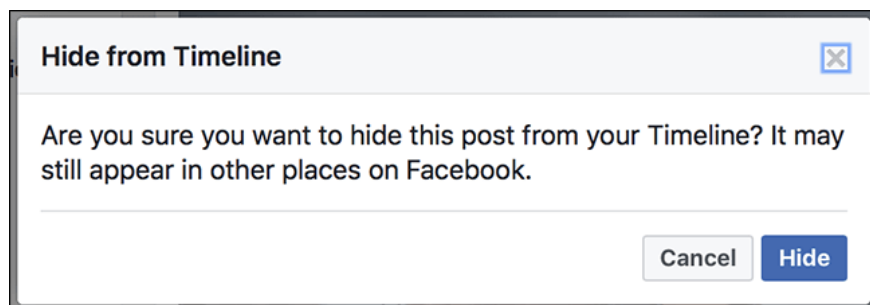 Hide from Timeline
Are you sure you want to hide this post from your Timeline? It may
still appear in other places on Facebook.
Cancel Hide